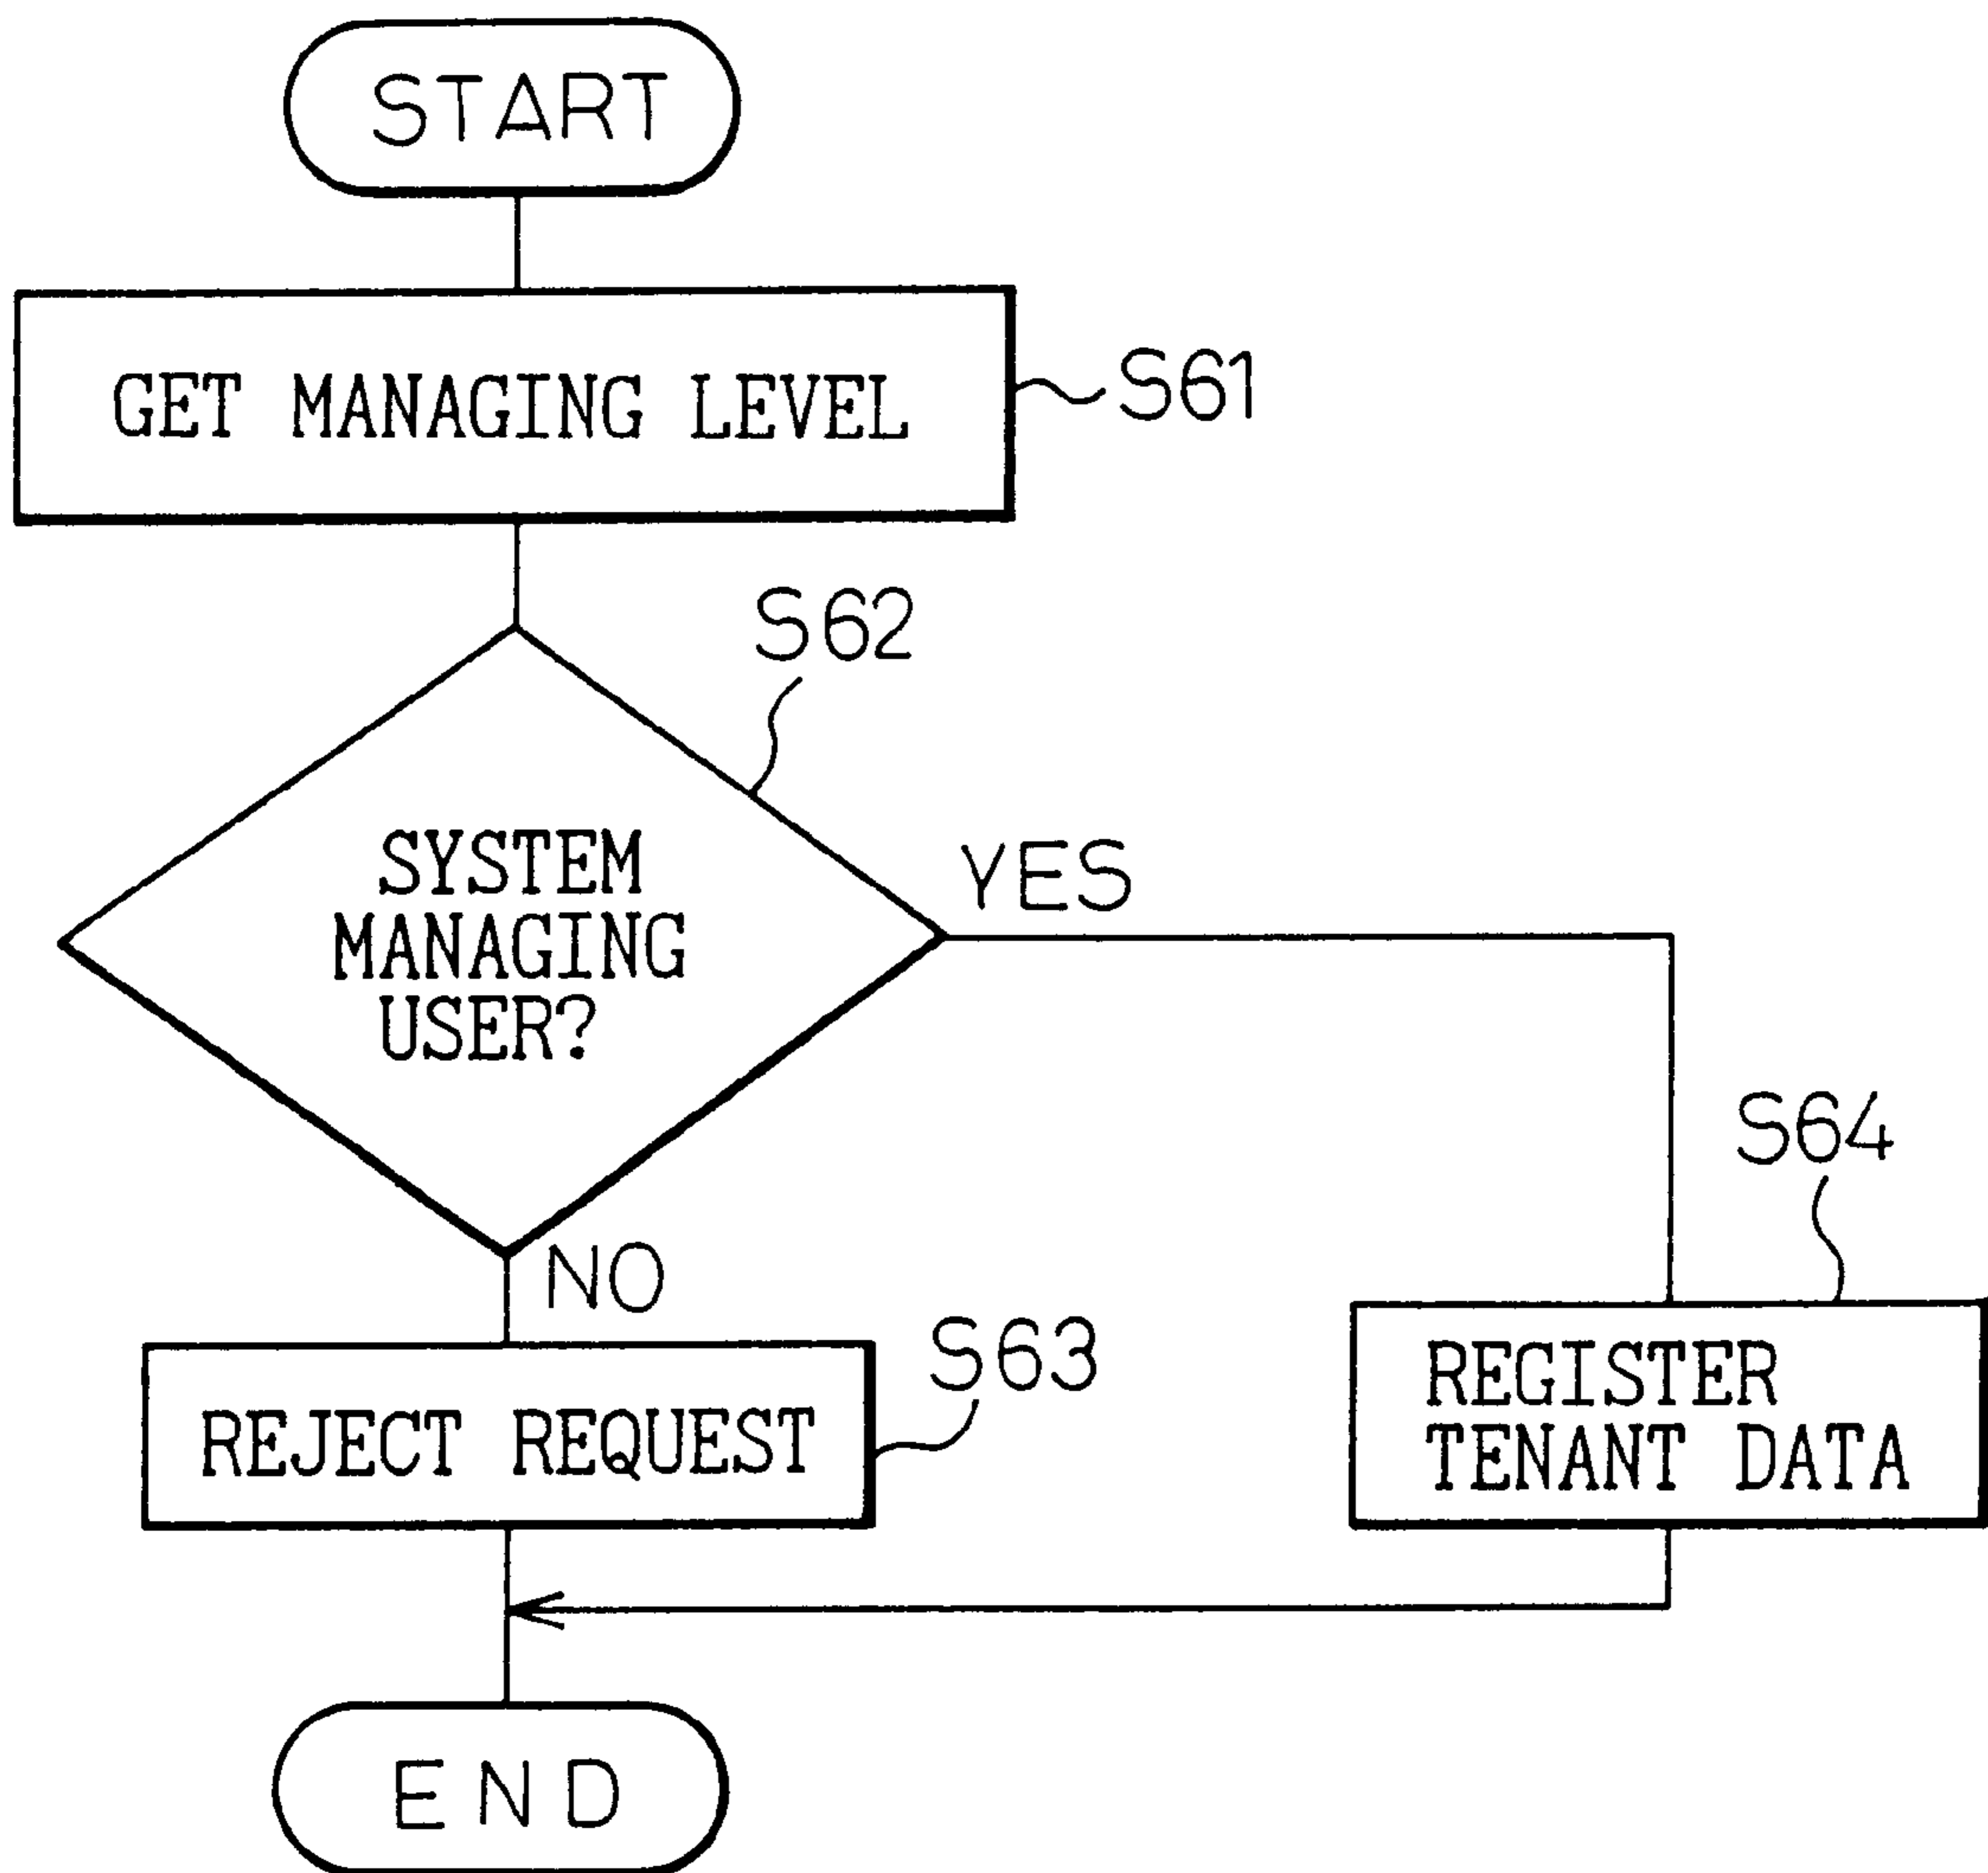 START
GET MANAGING LEVEL
S61
S62
SYSTEM
MANAGING
USER?
YES
NO
S63
REJECT REQUEST
S64
REGISTER
TENANT DATA
END